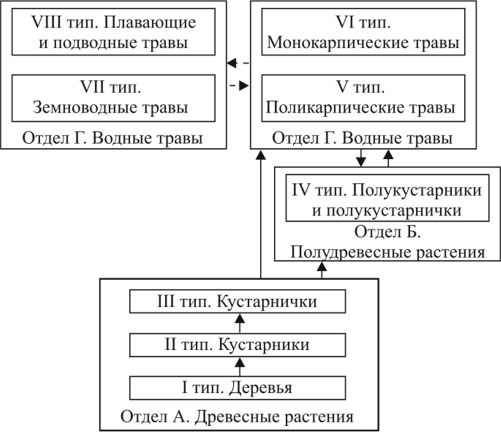 VIII тип. Плавающие
и подводные травы
VII тип.
Земноводные травы
Отдел Г. Водные травы
VI тип.
Монокарпические травы
V тип.
Поликарпические травы
Отдел Г. Водные травы
IV тип. Полукустарники
и полукустарнички
Отдел Б.
Полудревесные растения
III тип. Кустарнички
II тип. Кустарники
I тип. Деревья
Отдел А. Древесные растения